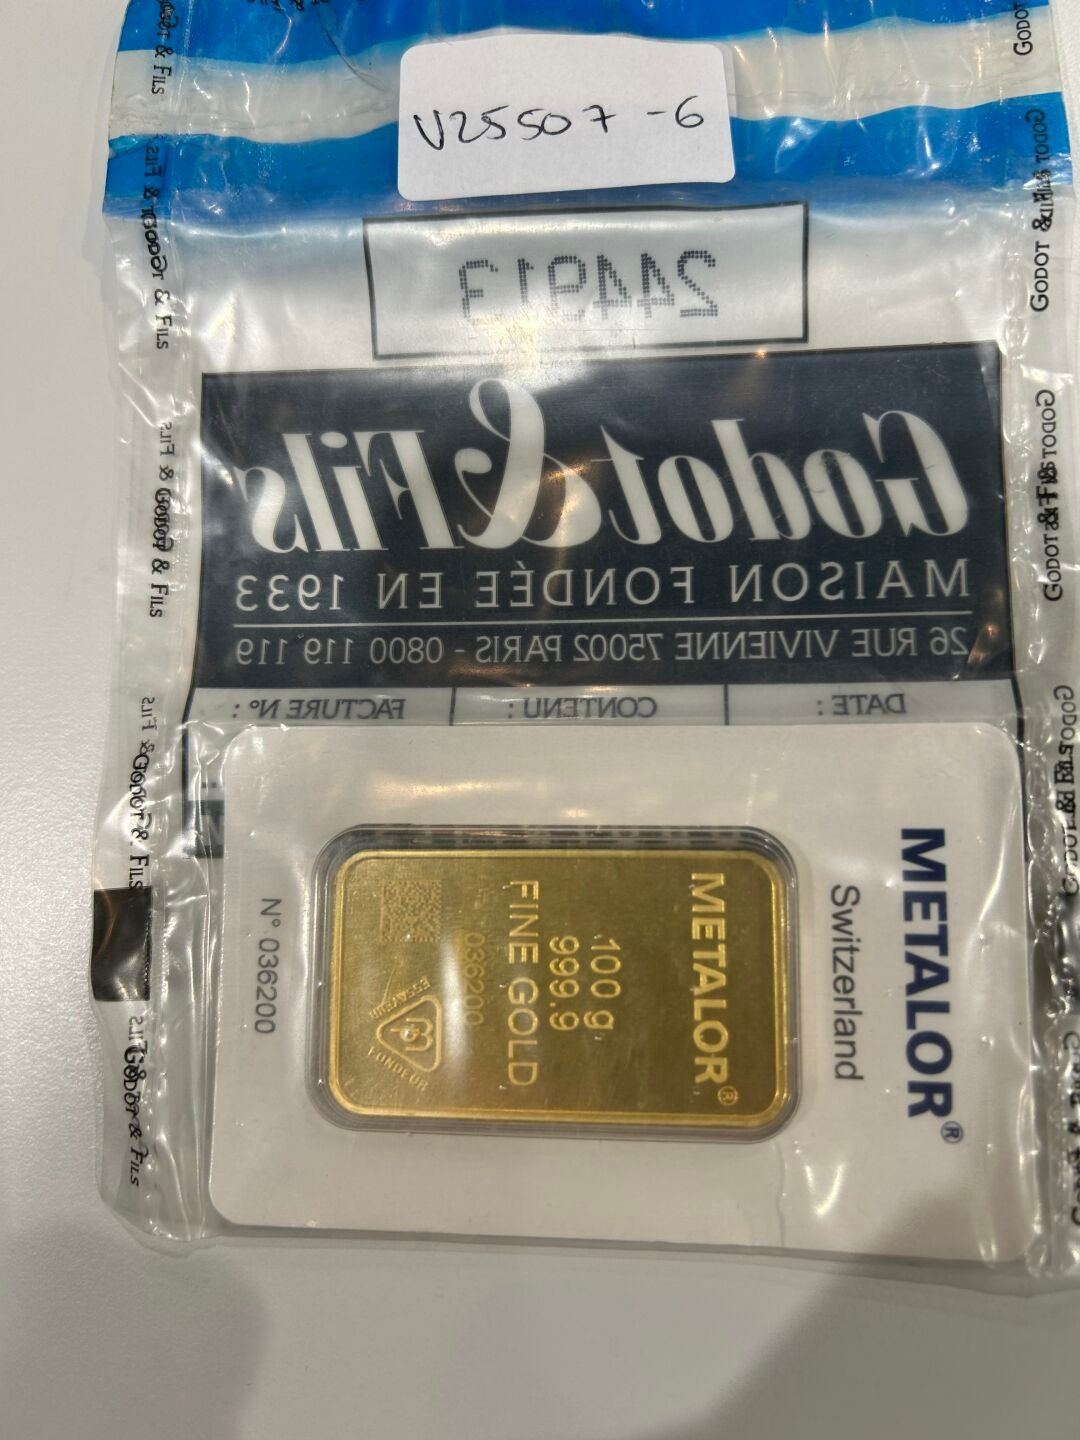 V25507-6
244913
Godot & Fils
MAISON FONDÉE EN 1933
26 RUE VIVIENNE 75002 PARIS - 0800 119 119
DATE :
CONTENU :
FACTURE N° :
METALOR®
Switzerland
METALOR®
100 g
999.9
FINE GOLD
036200
ESSAYEUR
FONDEUR
N° 036200
GODOT & FILS
GODOT & FILS
GODOT & FILS
GODOT & FILS
GODOT & FILS
GODOT & FILS